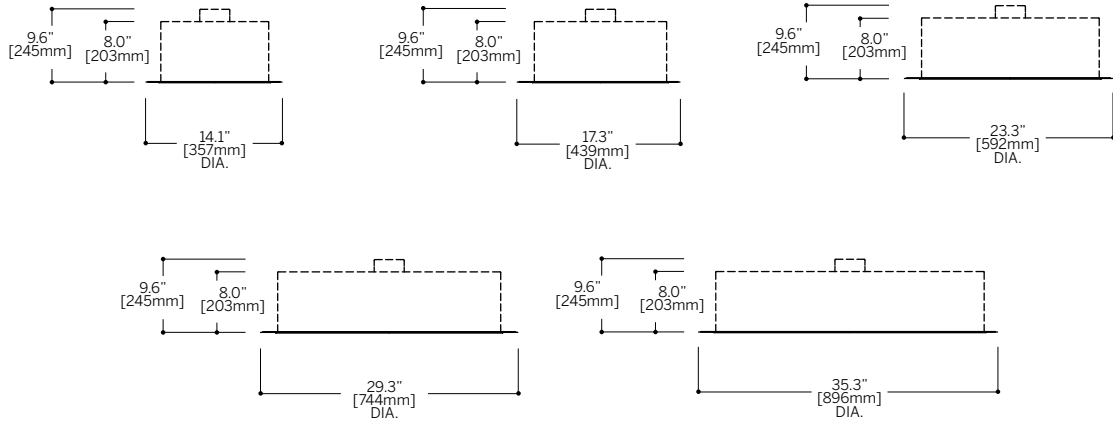 9.6"
[245mm]
8.0"
[203mm]
14.1"
[357mm]
DIA.
9.6"
[245mm]
8.0"
[203mm]
17.3"
[439mm]
DIA.
9.6"
[245mm]
8.0"
[203mm]
23.3"
[592mm]
DIA.
9.6"
[245mm]
8.0"
[203mm]
29.3"
[744mm]
DIA.
9.6"
[245mm]
8.0"
[203mm]
35.3"
[896mm]
DIA.